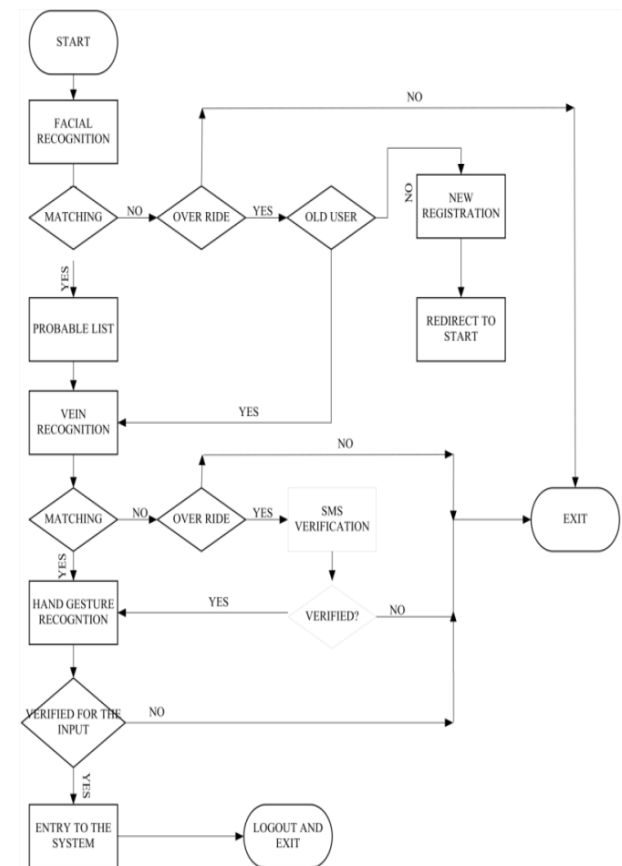 START
NO
FACIAL
RECOGNITION
MATCHING
NO
OVER RIDE
YES
OLD USER
NO
NEW
REGISTRATION
YES
PROBABLE LIST
REDIRECT TO
START
VEIN
RECOGNITION
YES
NO
MATCHING
NO
OVER RIDE
YES
SMS
VERIFICATION
EXIT
YES
HAND GESTURE
RECOGNTION
YES
VERIFIED?
NO
VERIFIED FOR THE
INPUT
NO
YES
ENTRY TO THE
SYSTEM
LOGOUT AND
EXIT